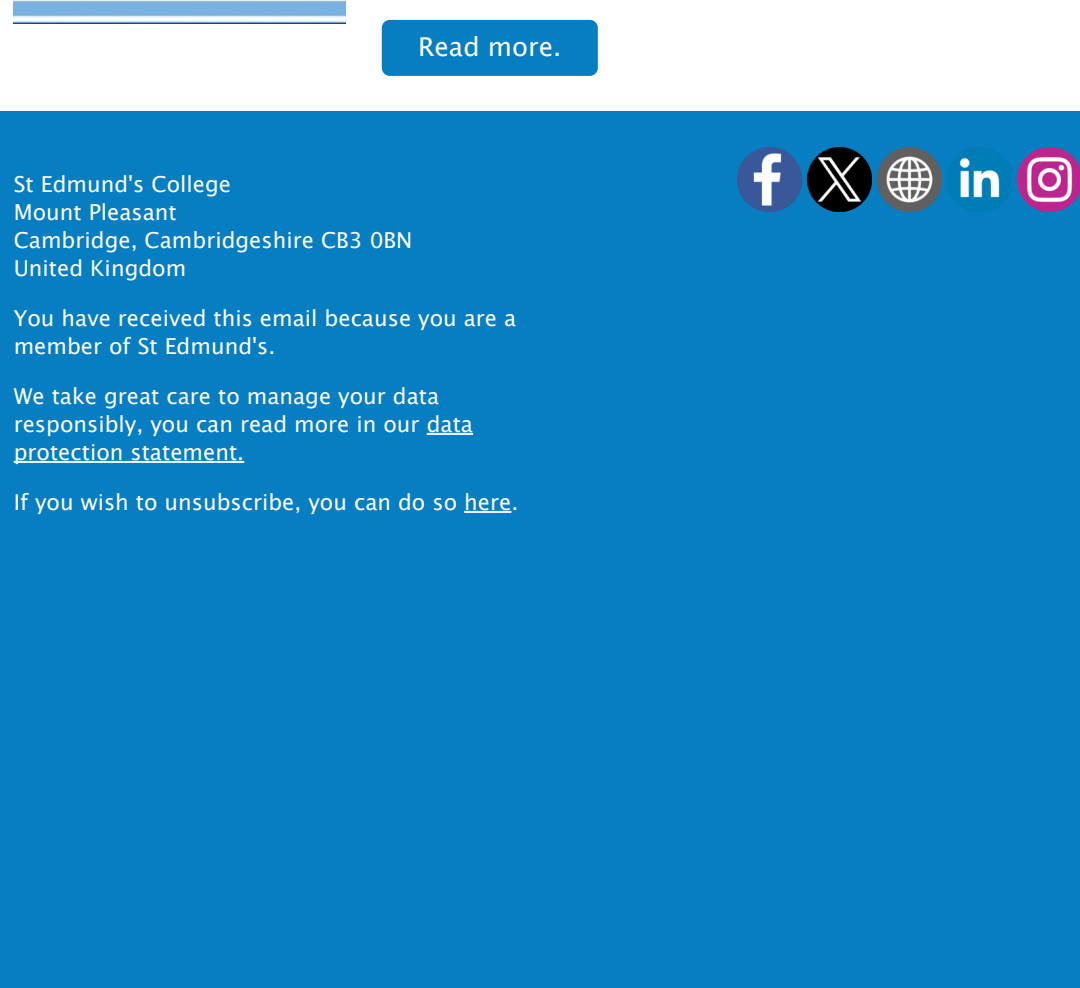 Read more.
St Edmund's College
Mount Pleasant
Cambridge, Cambridgeshire CB3 0BN
United Kingdom
You have received this email because you are a
member of St Edmund's.
We take great care to manage your data
responsibly, you can read more in our data
protection statement.
If you wish to unsubscribe, you can do so here.